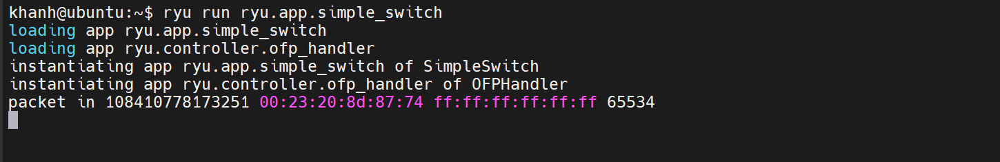 khanh@ubuntu:~$ ryu run ryu.app.simple_switch
loading app ryu.app.simple_switch
loading app ryu.controller.ofp_handler
instantiating app ryu.app.simple_switch of SimpleSwitch
instantiating app ryu.controller.ofp_handler of OFPHandler
packet in 108410778173251 00:23:20:8d:87:74 ff:ff:ff:ff:ff:ff 65534